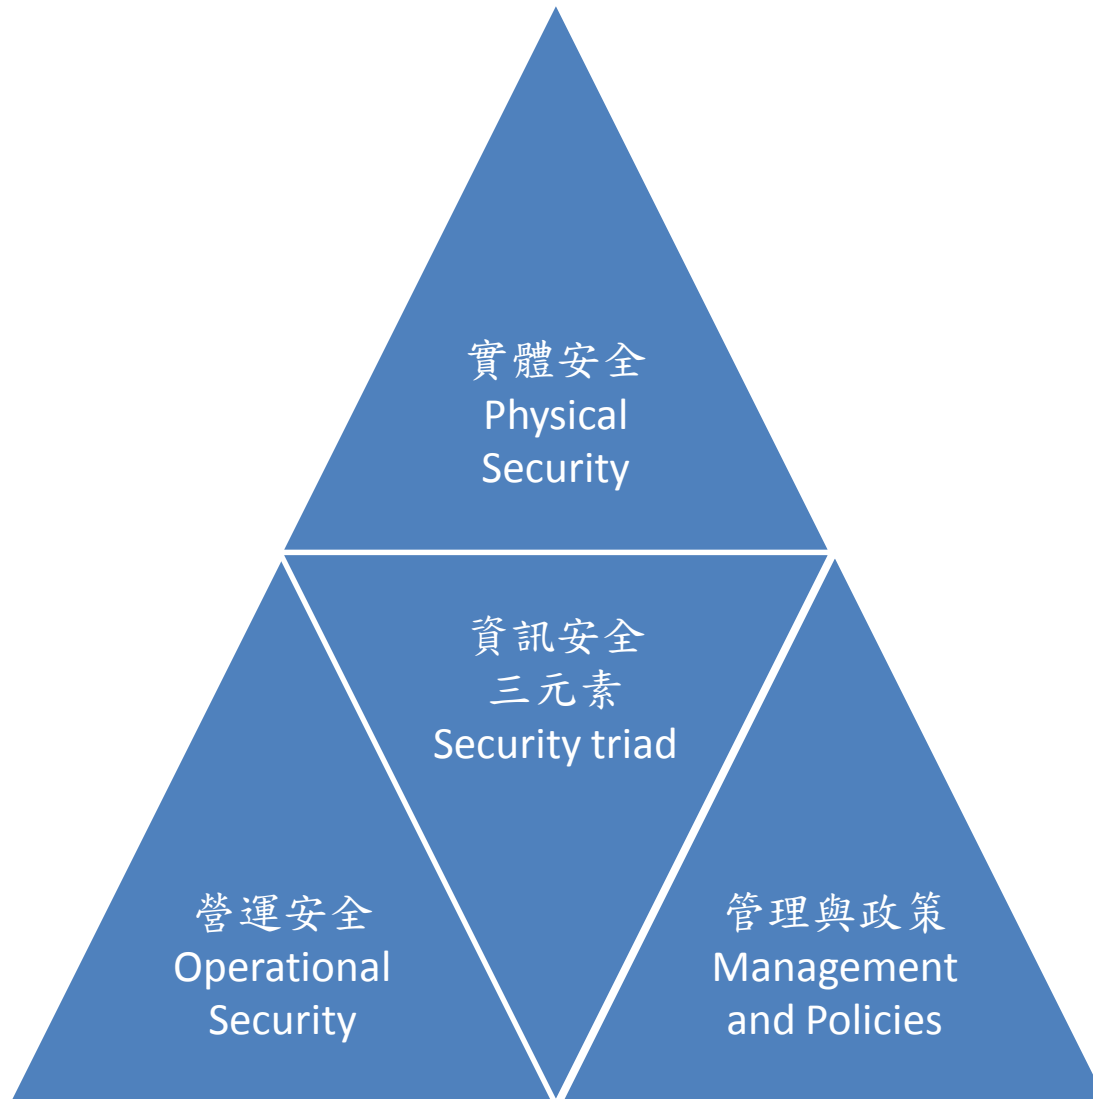 實體安全
Physical
Security
資訊安全
三元素
Security triad
營運安全
Operational
Security
管理與政策
Management
and Policies